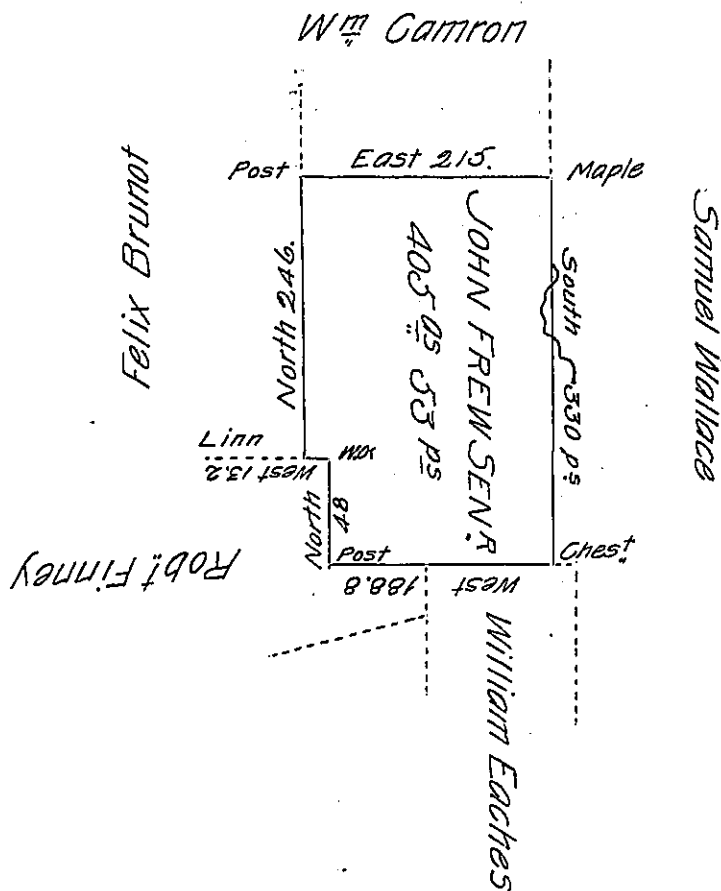 Wm Camron
Felix Brunot
Samuel Wallace
Post
East 215.
Maple
North 246.
JOHN FREW SENR
405 as 53 ps
South 330 ps
Linn
West 13.2
North 48
Post
West 188.8
Chest
Robt Finney
William Eaches